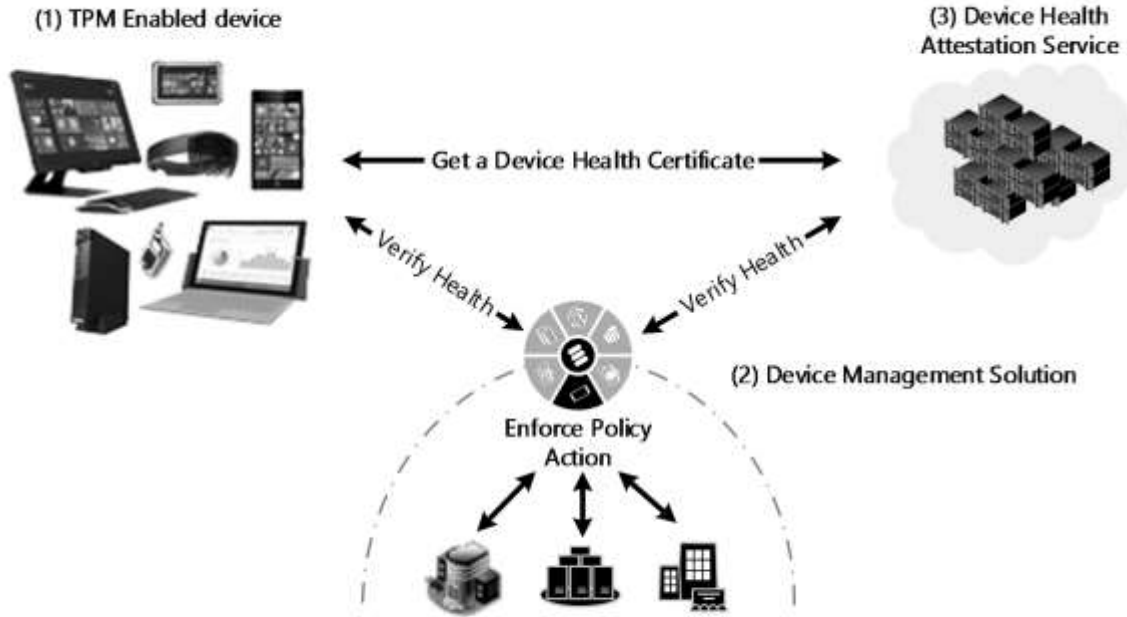 (1) TPM Enabled device
(3) Device Health
Attestation Service
Get a Device Health Certificate
Verify Health
Verify Health
(2) Device Management Solution
Enforce Policy
Action